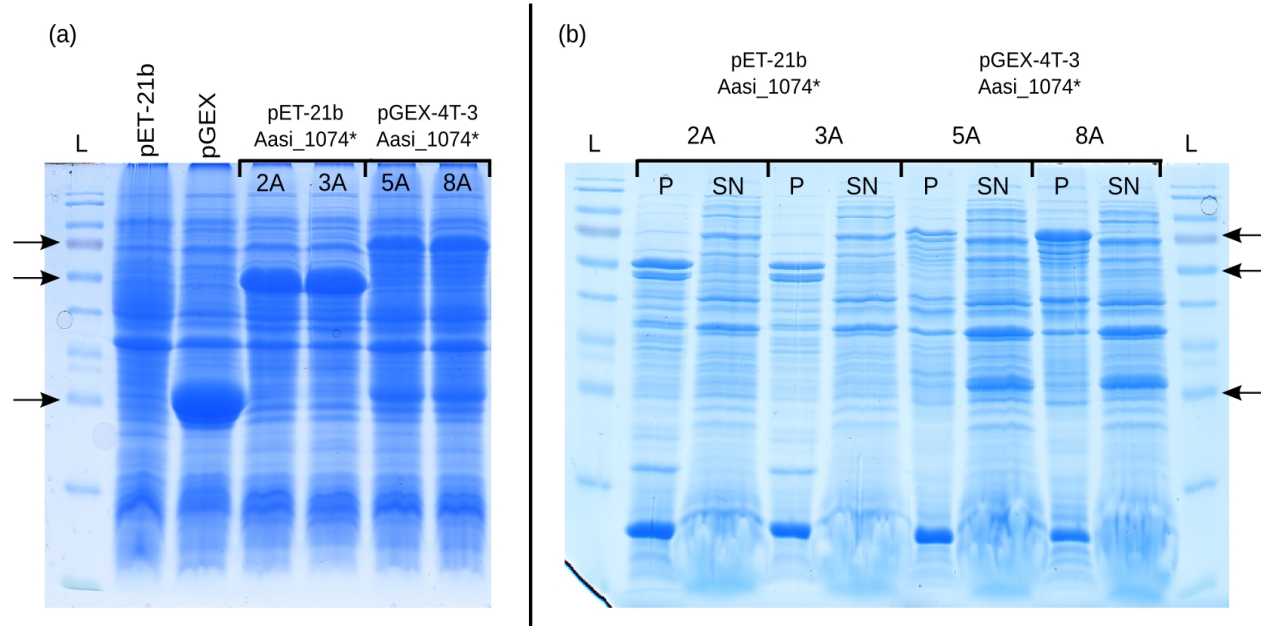 (a)
pET-21b
pGEX
pET-21b
Aasi_1074*
pGEX-4T-3
Aasi_1074*
L
2A
3A
5A
8A
(b)
pET-21b
Aasi_1074*
pGEX-4T-3
Aasi_1074*
L
2A
3A
5A
8A
L
P
SN
P
SN
P
SN
P
SN